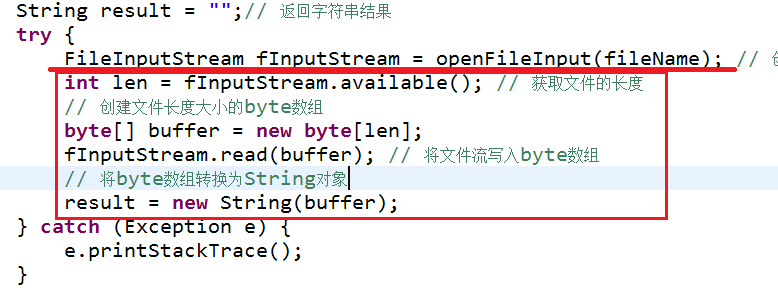 String result = "";// 返回字符串结果
try {
FileInputStream fInputStream = openFileInput(fileName); //
int len = fInputStream.available(); // 获取文件的长度
// 创建文件长度大小的byte数组
byte[] buffer = new byte[len];
fInputStream.read(buffer); // 将文件流写入byte数组
// 将byte数组转换为String对象
result = new String(buffer);
} catch (Exception e) {
e.printStackTrace();
}